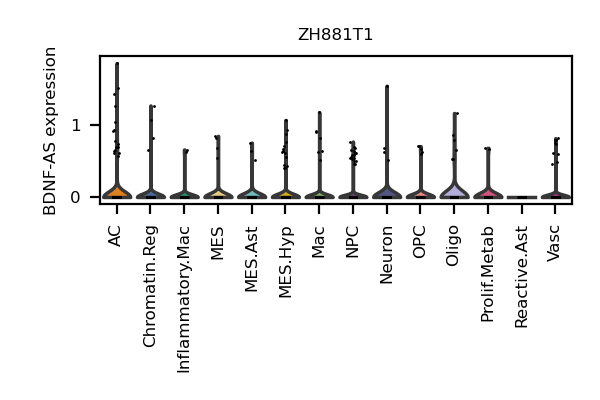 ZH881T1
BDNF-AS expression
1
0
AC
Chromatin.Reg
Inflammatory.Mac
MES
MES.Ast
MES.Hyp
Mac
NPC
Neuron
OPC
Oligo
Prolif.Metab
Reactive.Ast
Vasc